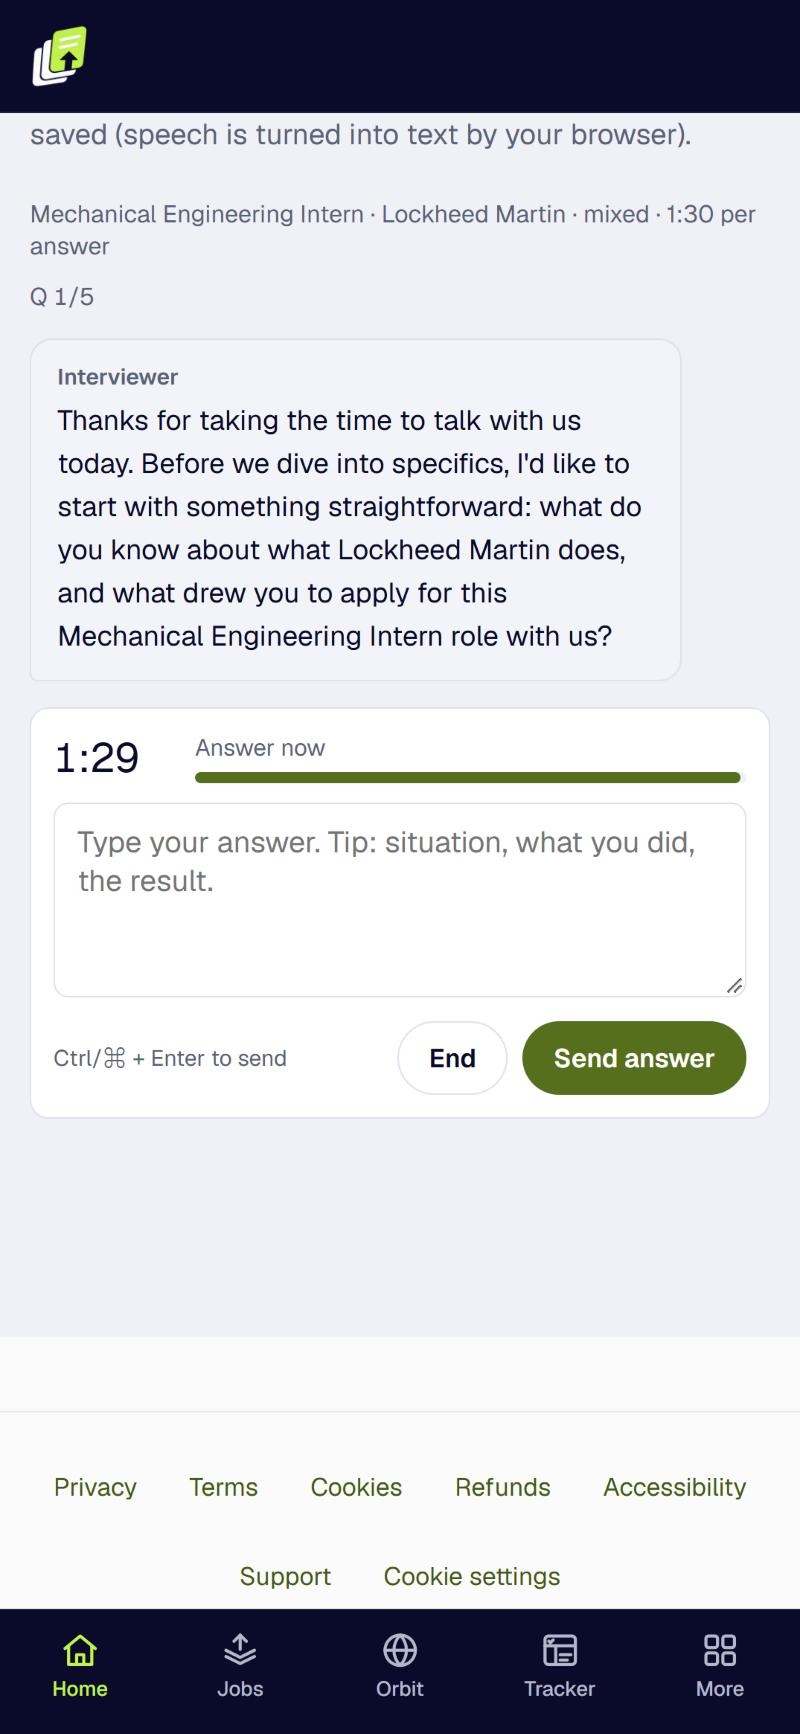 saved (speech is turned into text by your browser).
Mechanical Engineering Intern · Lockheed Martin · mixed · 1:30 per
answer
Q 1/5
Interviewer
Thanks for taking the time to talk with us
today. Before we dive into specifics, I'd like to
start with something straightforward: what do
you know about what Lockheed Martin does,
and what drew you to apply for this
Mechanical Engineering Intern role with us?
1:29
Answer now
Type your answer. Tip: situation, what you did,
the result.
Ctrl/⌘ + Enter to send
End
Send answer
Privacy
Terms
Cookies
Refunds
Accessibility
Support
Cookie settings
Home
Jobs
Orbit
Tracker
More